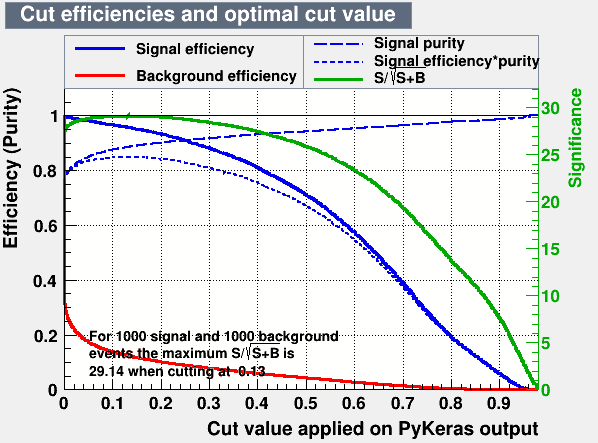 Cut efficiencies and optimal cut value
Signal efficiency
Background efficiency
Signal purity
Signal efficiency*purity
S/√S+B
Efficiency (Purity)
1
0.8
0.6
0.4
0.2
0
Significance
30
25
20
15
10
5
0
For 1000 signal and 1000 background
events the maximum S/√S+B is
29.14 when cutting at 0.13
0 0.1 0.2 0.3 0.4 0.5 0.6 0.7 0.8 0.9
Cut value applied on PyKeras output